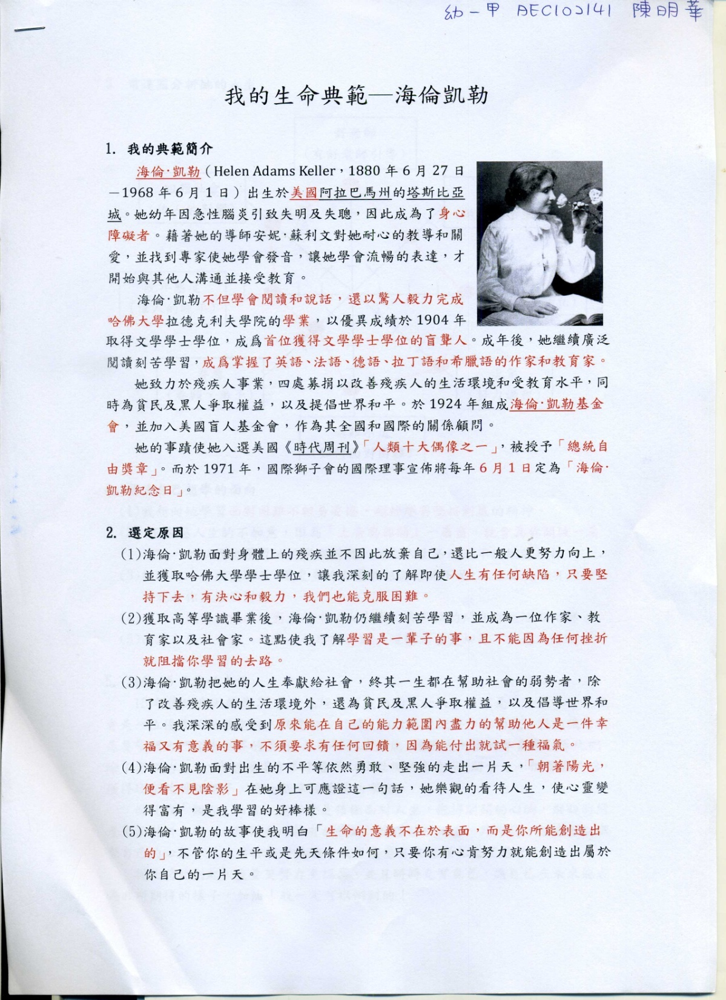 幼一甲 AEC102141 陳明華
我的生命典範—海倫凱勒
1. 我的典範簡介
海倫·凱勒（Helen Adams Keller，1880 年 6 月 27 日
－1968 年 6 月 1 日）出生於美國阿拉巴馬州的塔斯比亞
城。她幼年因急性腦炎引致失明及失聰，因此成為了身心
障礙者。藉著她的導師安妮·蘇利文對她耐心的教導和關
愛，並找到專家使她學會發音，讓她學會流暢的表達，才
開始與其他人溝通並接受教育。
海倫·凱勒不但學會閱讀和說話，還以驚人毅力完成
哈佛大學拉德克利夫學院的學業，以優異成績於 1904 年
取得文學學士學位，成爲首位獲得文學學士學位的盲聾人。成年後，她繼續廣泛
閱讀刻苦學習，成爲掌握了英語、法語、德語、拉丁語和希臘語的作家和教育家。
她致力於殘疾人事業，四處募捐以改善殘疾人的生活環境和受教育水平，同
時為貧民及黑人爭取權益，以及提倡世界和平。於 1924 年組成海倫·凱勒基金
會，並加入美國盲人基金會，作為其全國和國際的關係顧問。
她的事蹟使她入選美國《時代周刊》「人類十大偶像之一」，被授予「總統自
由獎章」。而於 1971 年，國際獅子會的國際理事宣佈將每年 6 月 1 日定為「海倫·
凱勒紀念日」。
2. 選定原因
(1)海倫·凱勒面對身體上的殘疾並不因此放棄自己，還比一般人更努力向上，
並獲取哈佛大學學士學位，讓我深刻的了解即使人生有任何缺陷，只要堅
持下去，有決心和毅力，我們也能克服困難。
(2)獲取高等學識畢業後，海倫·凱勒仍繼續刻苦學習，並成為一位作家、教
育家以及社會家。這點使我了解學習是一輩子的事，且不能因為任何挫折
就阻擋你學習的去路。
(3)海倫·凱勒把她的人生奉獻給社會，終其一生都在幫助社會的弱勢者，除
了改善殘疾人的生活環境外，還為貧民及黑人爭取權益，以及倡導世界和
平。我深深的感受到原來能在自己的能力範圍內盡力的幫助他人是一件幸
福又有意義的事，不須要求有任何回饋，因為能付出就試一種福氣。
(4)海倫·凱勒面對出生的不平等依然勇敢、堅強的走出一片天，「朝著陽光，
便看不見陰影」在她身上可應證這一句話，她樂觀的看待人生，使心靈變
得富有，是我學習的好棒樣。
(5)海倫·凱勒的故事使我明白「生命的意義不在於表面，而是你所能創造出
的」，不管你的生平或是先天條件如何，只要你有心肯努力就能創造出屬於
你自己的一片天。